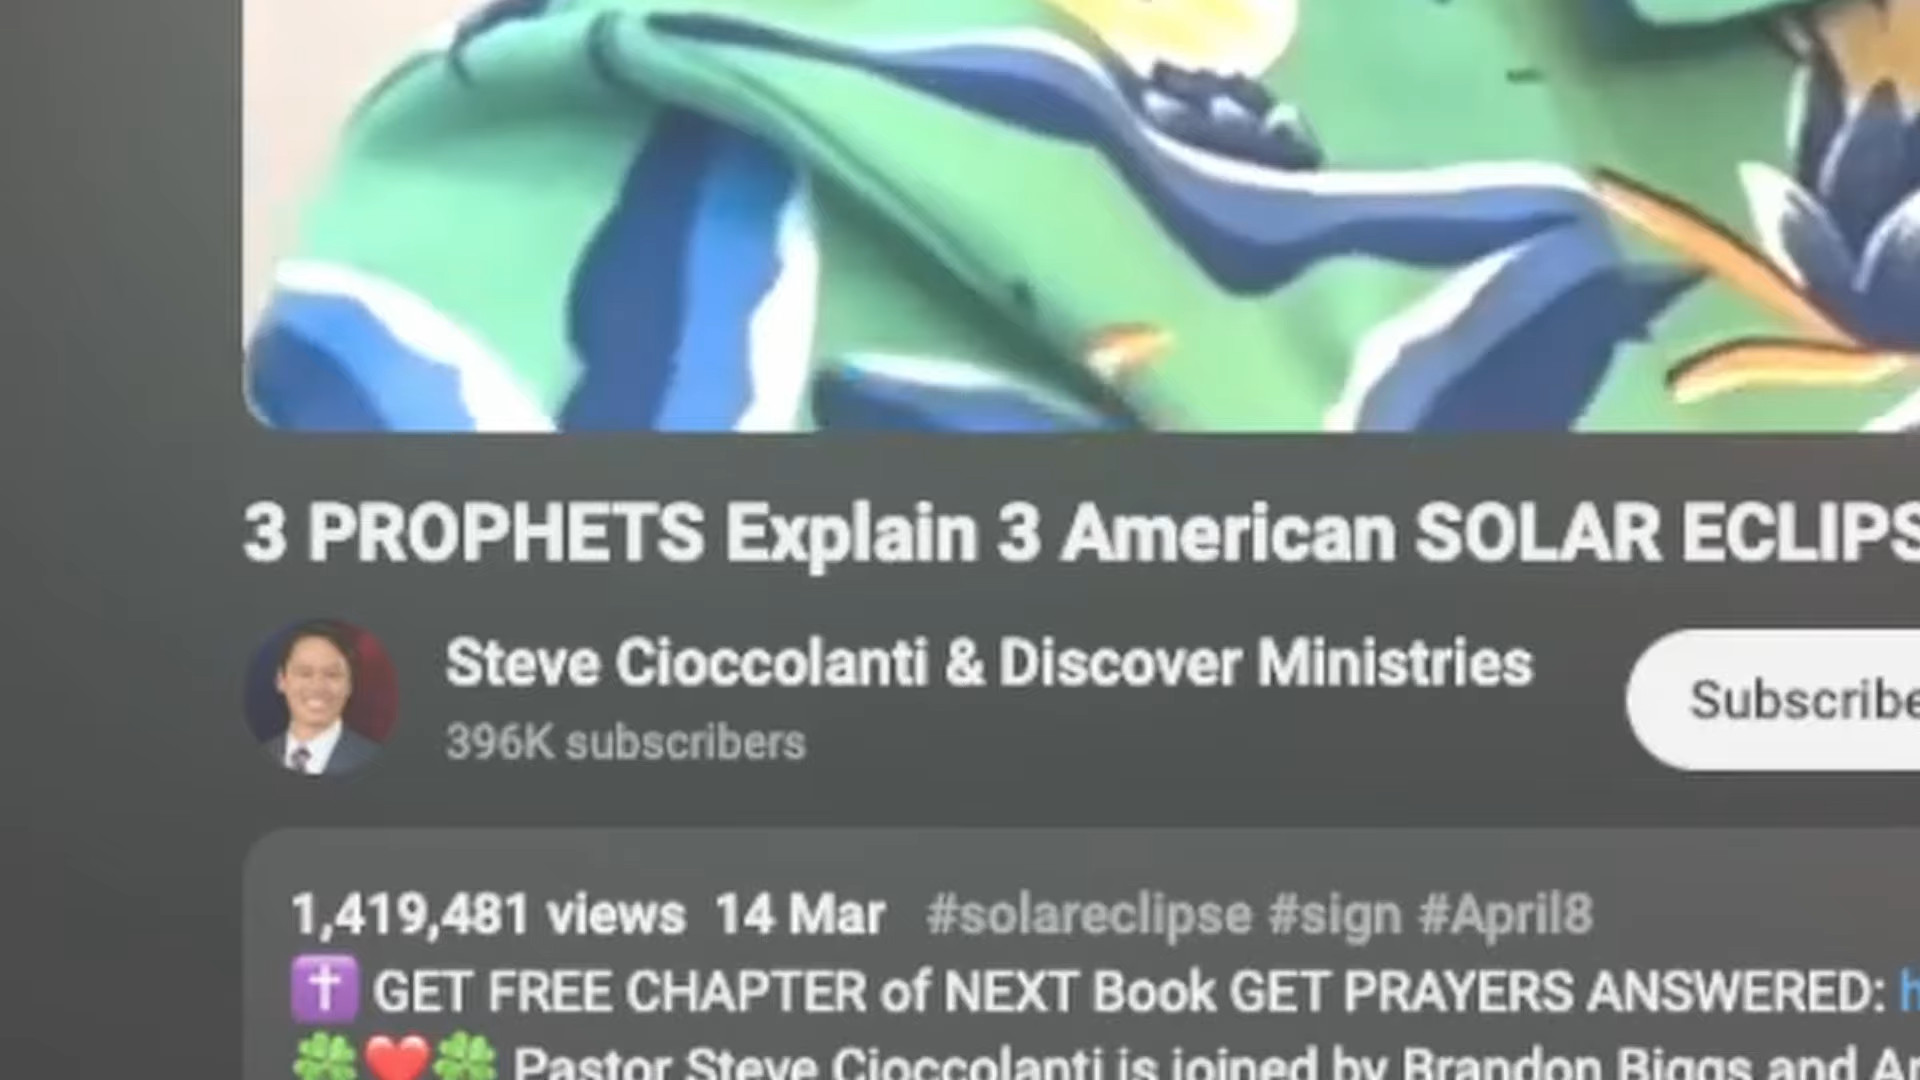 3 PROPHETS Explain 3 American SOLAR
Steve Cioccolanti & Discover Ministries
Subscribe
396K subscribers
1,419,481 views 14 Mar #solareclipse #sign #April8
✝️ GET FREE CHAPTER of NEXT Book GET PRAYERS ANSWERED:
🍀❤️🍀 Pastor Steve Cioccolanti is joined by Brandon Biggs and